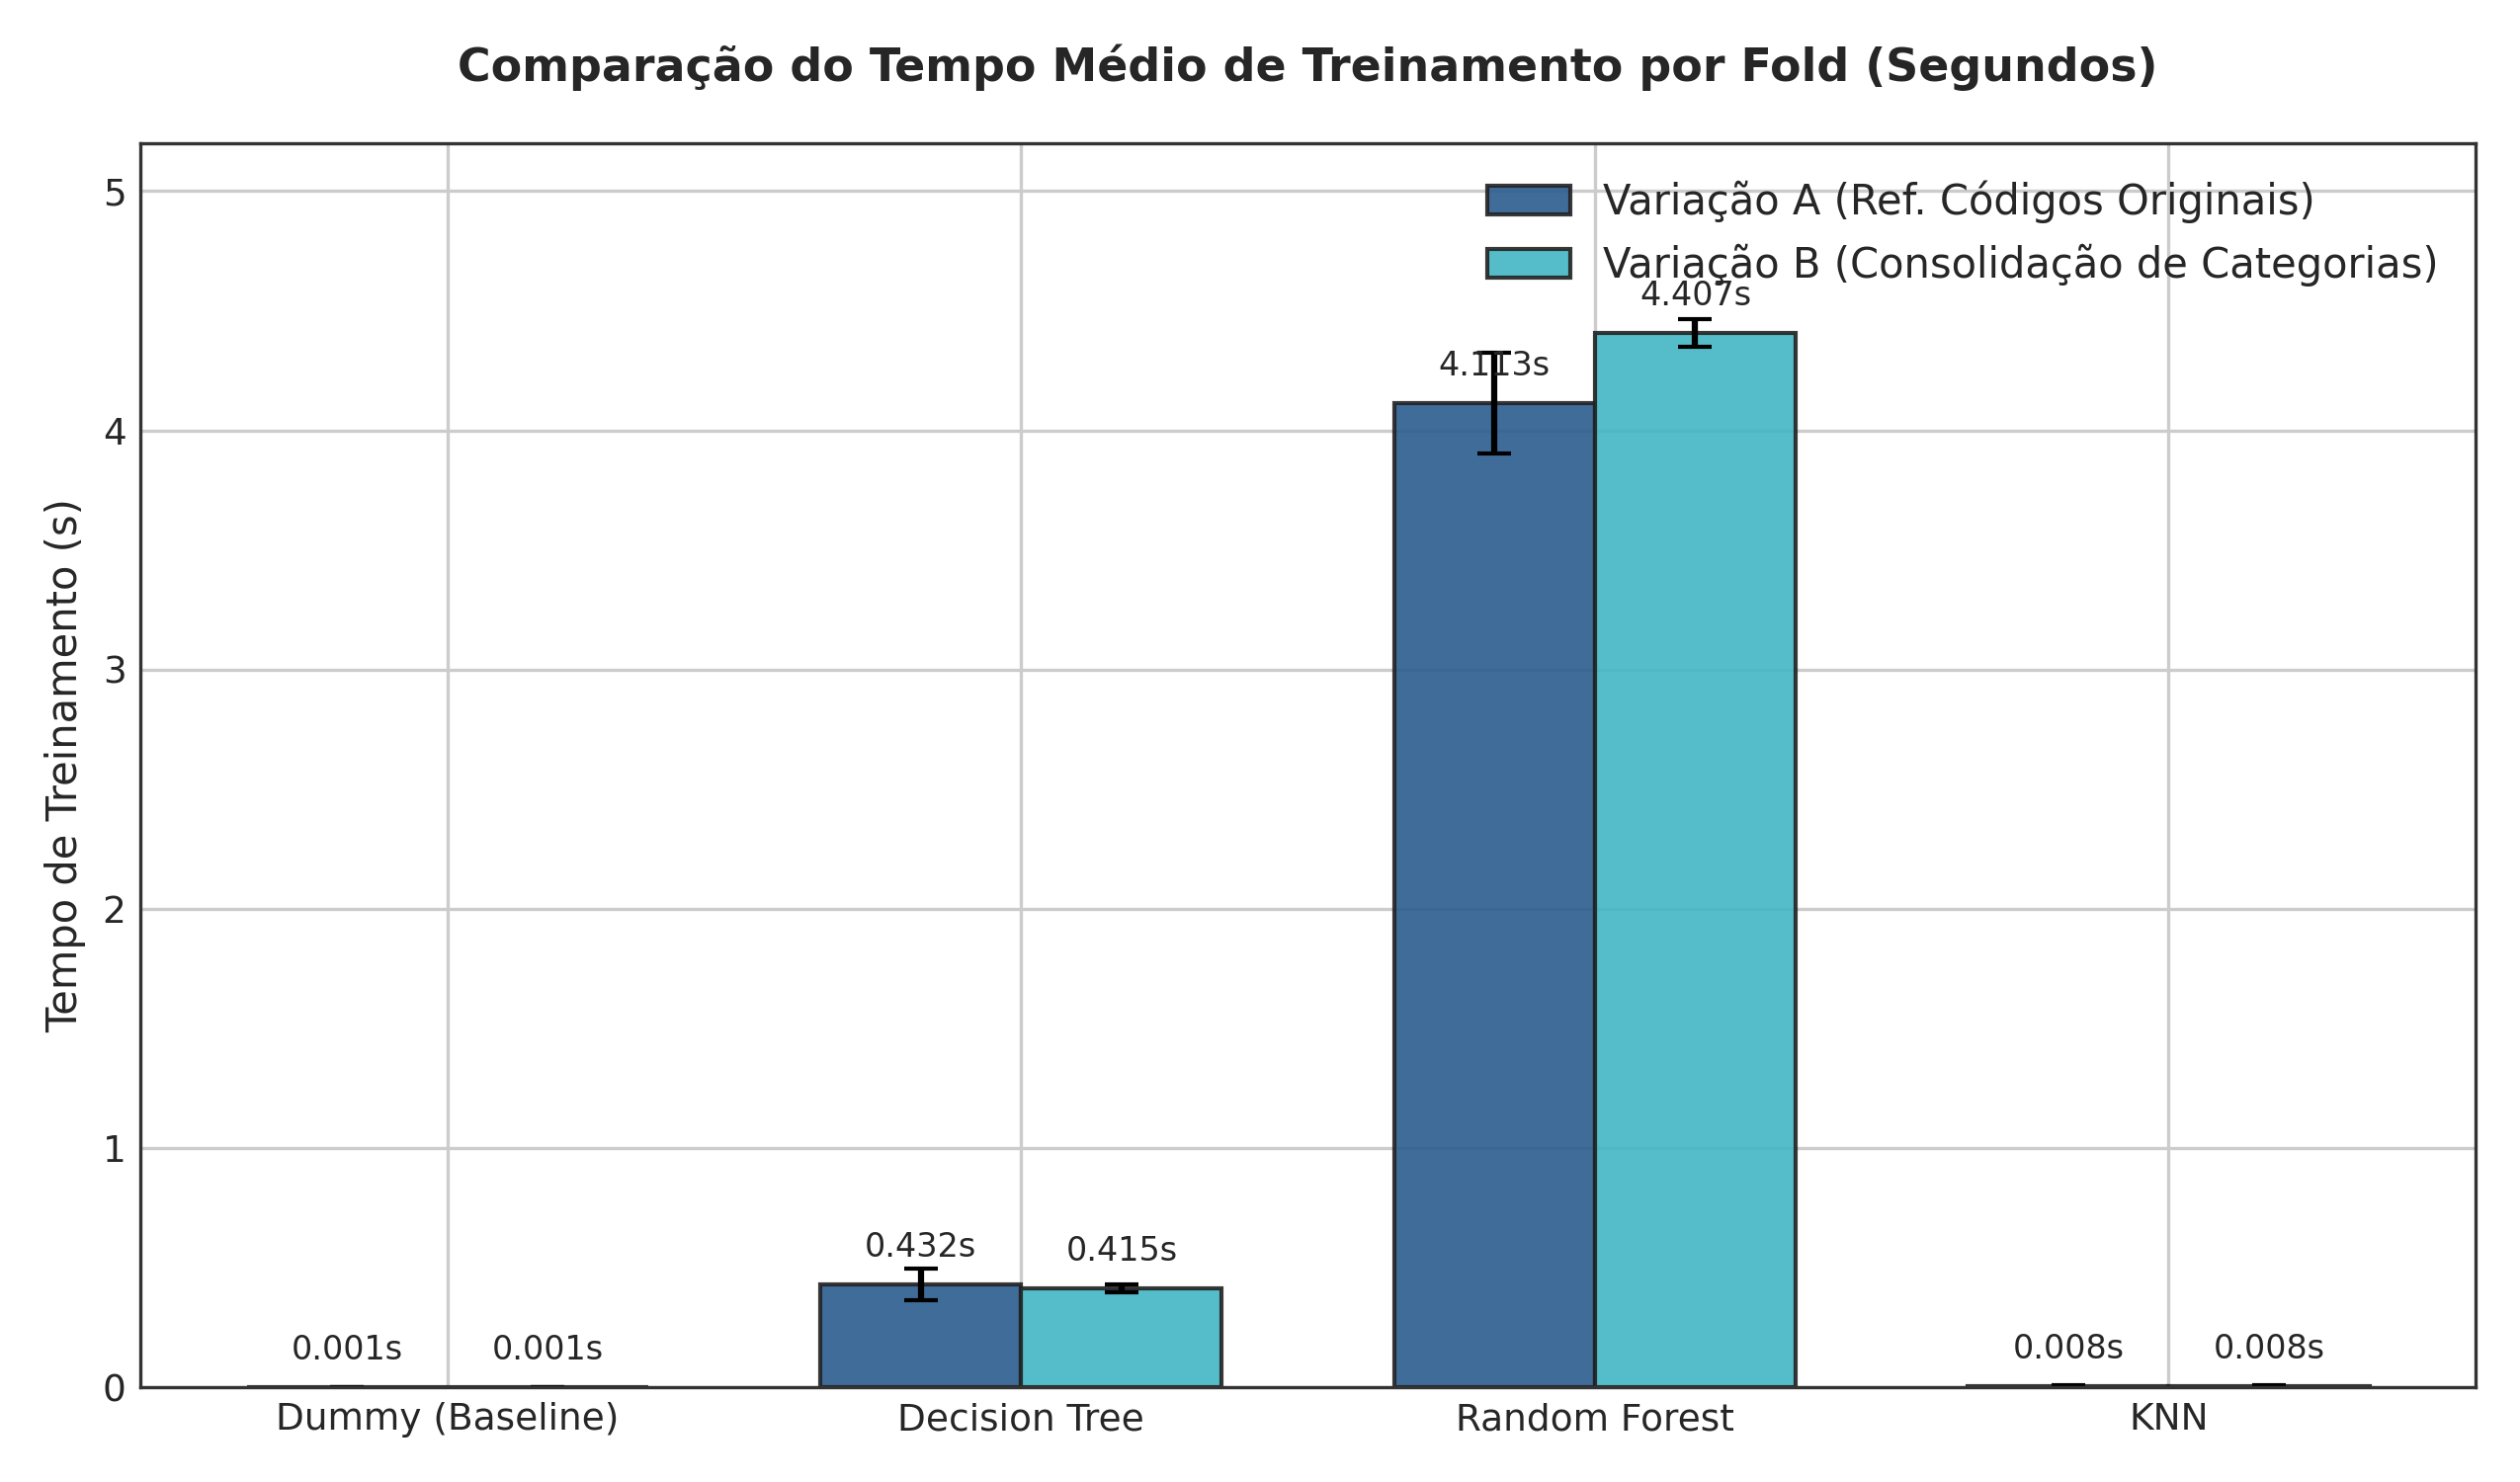 Comparação do Tempo Médio de Treinamento por Fold (Segundos)
Tempo de Treinamento (s)
5
4
3
2
1
0
Variação A (Ref. Códigos Originais)
Variação B (Consolidação de Categorias)
4.407s
4.113s
0.432s
0.415s
0.001s
0.001s
0.008s
0.008s
Dummy (Baseline)
Decision Tree
Random Forest
KNN